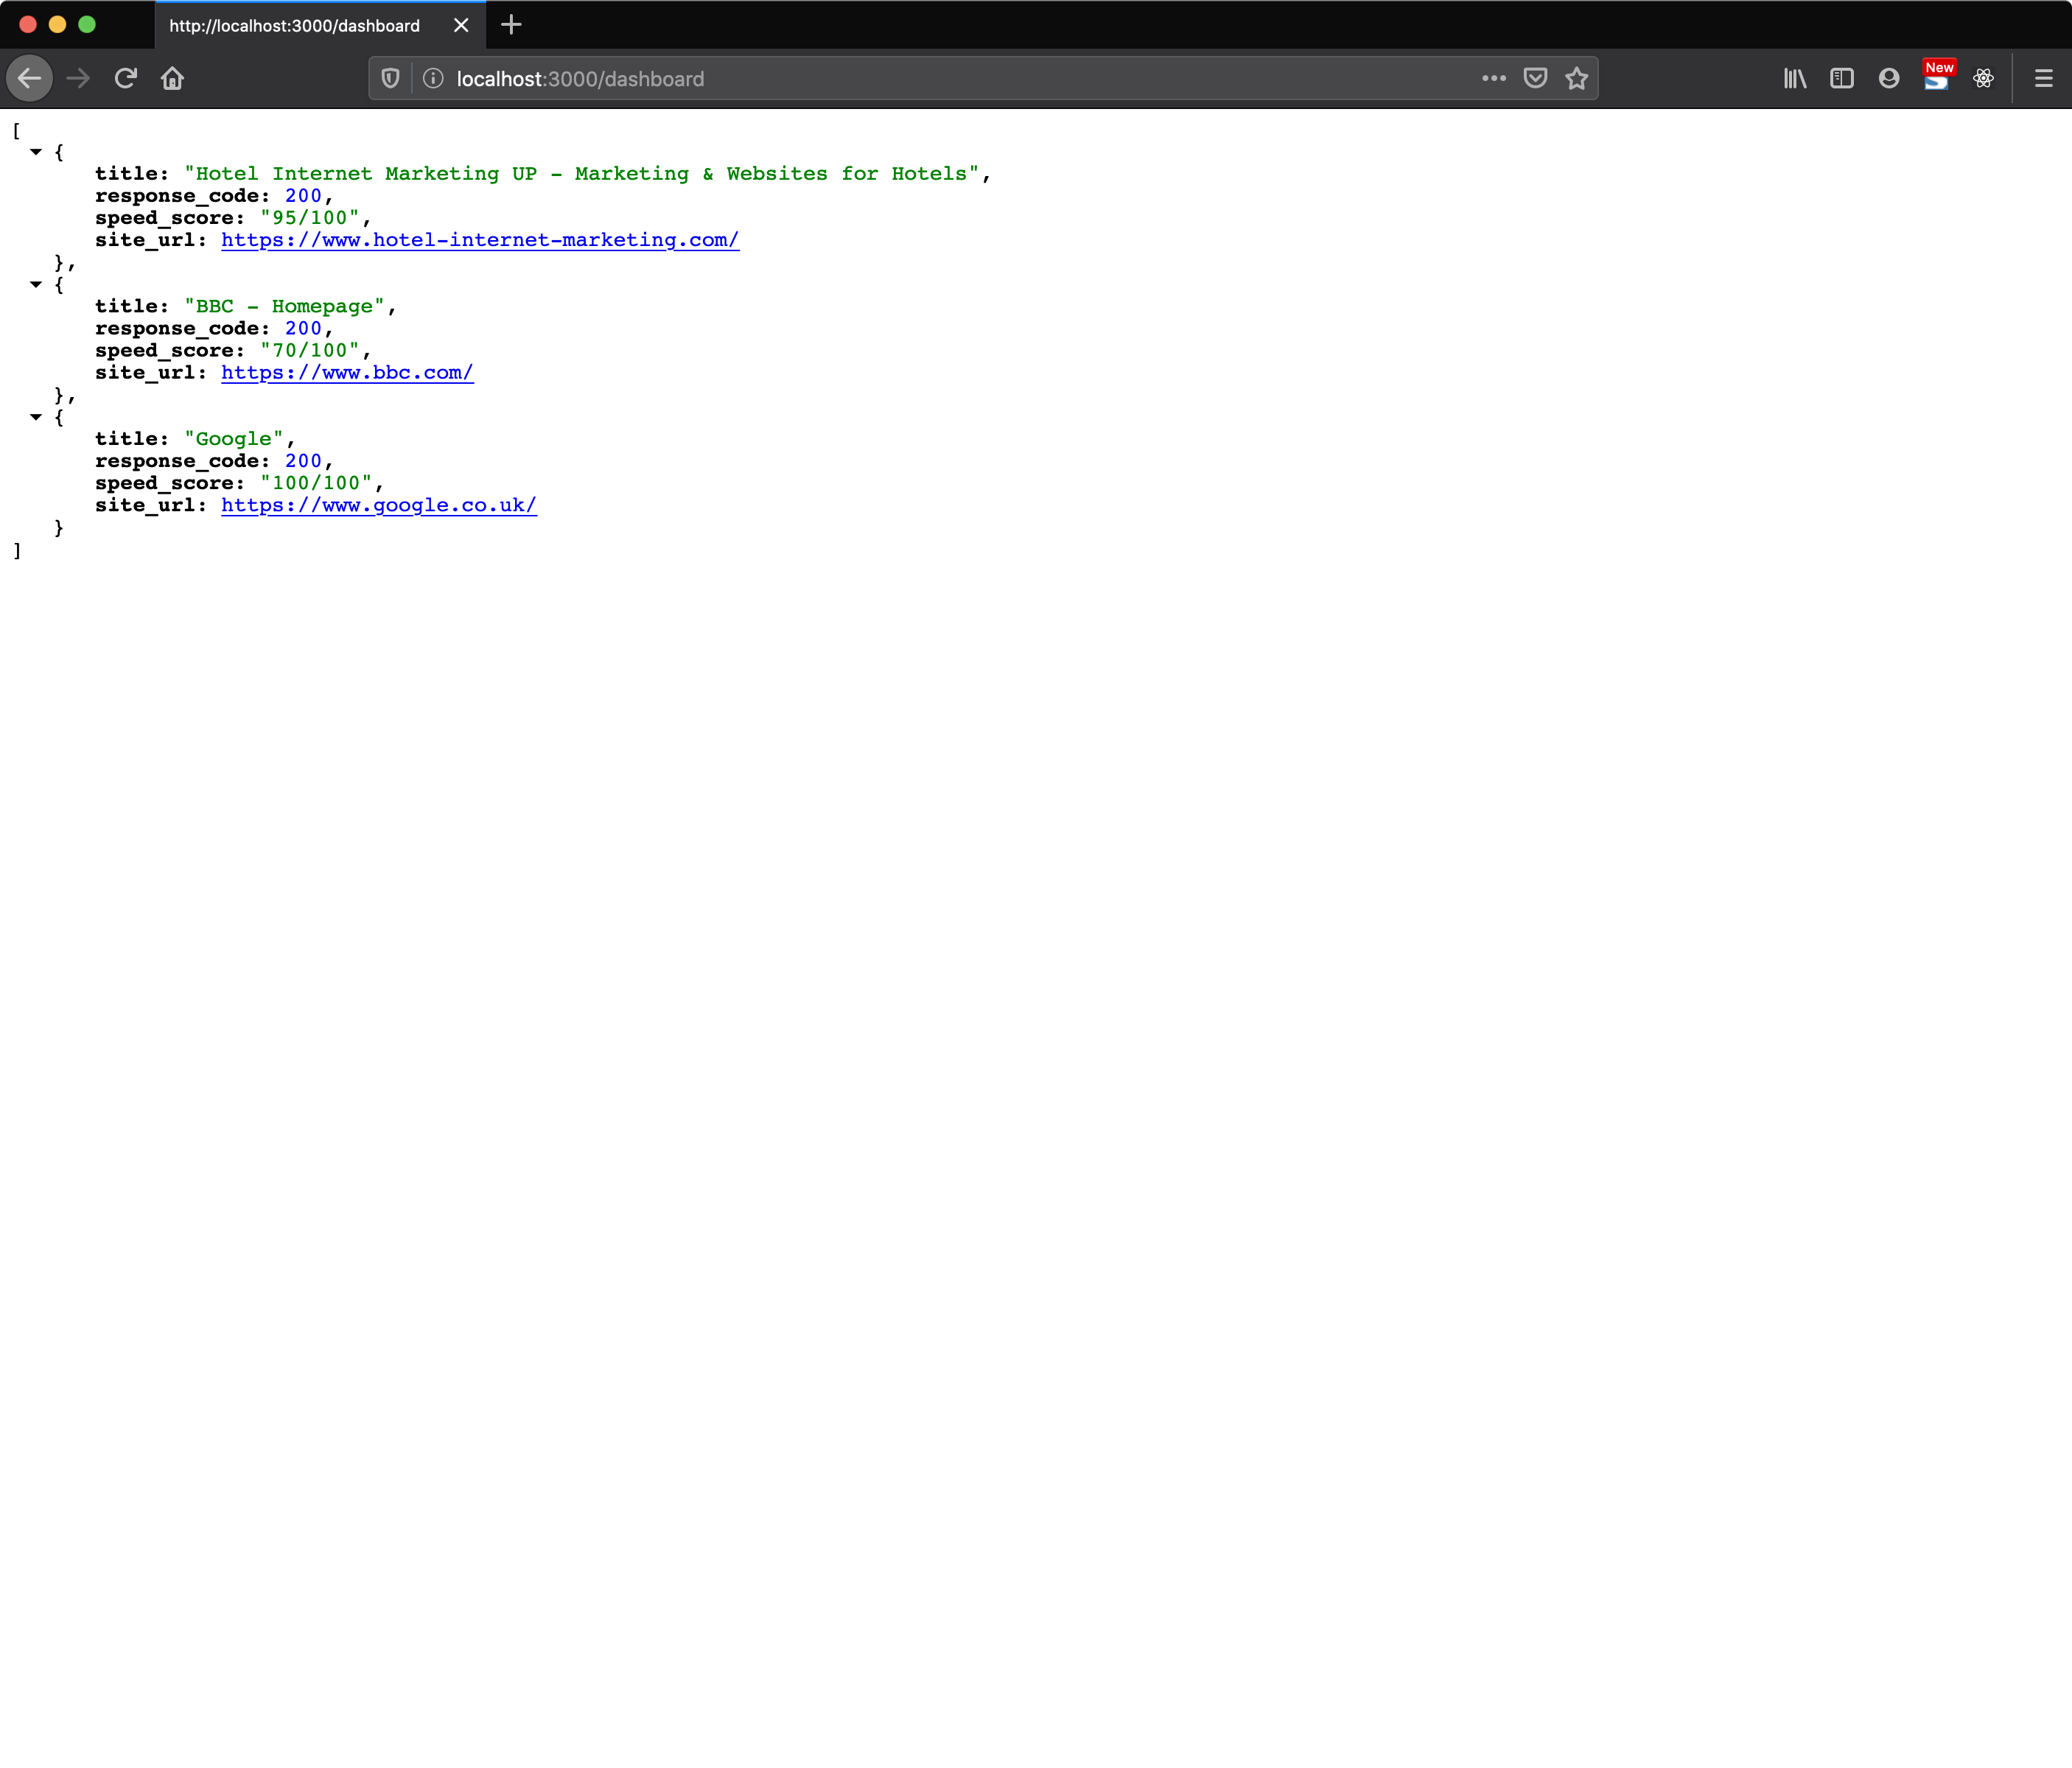 http://localhost:3000/dashboard
localhost:3000/dashboard
New
[
{
title: "Hotel Internet Marketing UP - Marketing & Websites for Hotels",
response_code: 200,
speed_score: "95/100",
site_url: https://www.hotel-internet-marketing.com/
},
{
title: "BBC - Homepage",
response_code: 200,
speed_score: "70/100",
site_url: https://www.bbc.com/
},
{
title: "Google",
response_code: 200,
speed_score: "100/100",
site_url: https://www.google.co.uk/
}
]